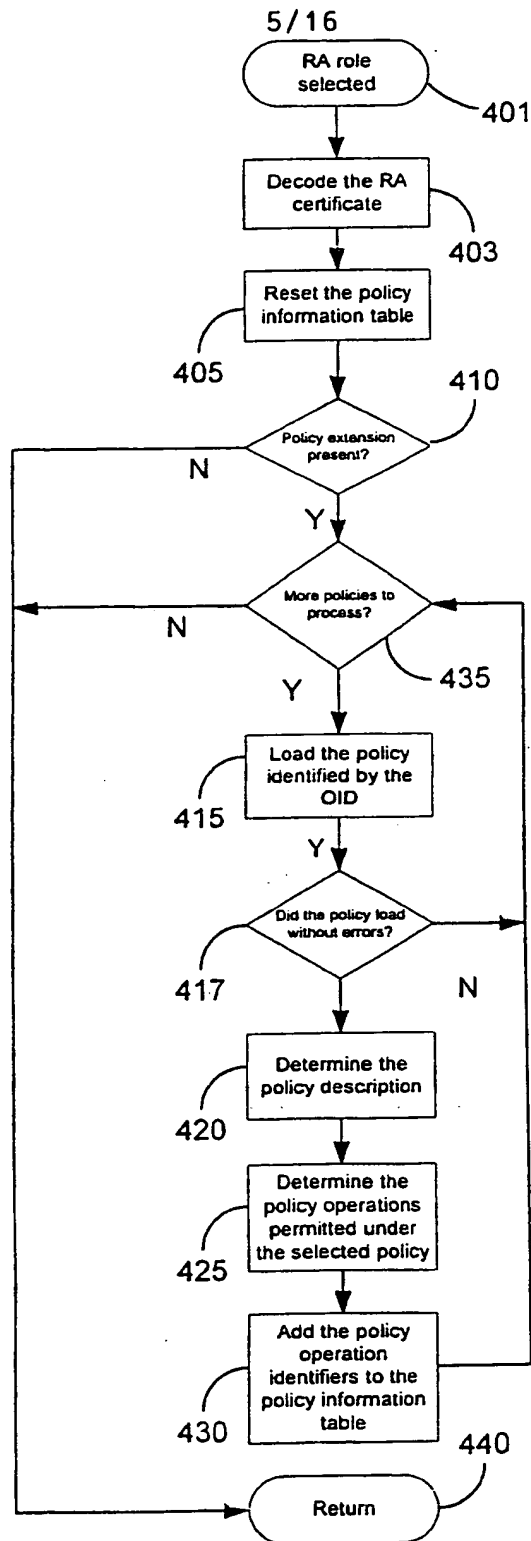 5/16
RA role
selected
401
Decode the RA
certificate
403
Reset the policy
information table
405
410
Policy extension
present?
N
Y
More policies to
process?
N
435
Y
Load the policy
identified by the
OID
415
Y
Did the policy load
without errors?
417
N
Determine the
policy description
420
Determine the
policy operations
permitted under
the selected policy
425
Add the policy
operation
identifiers to the
policy information
table
430
440
Return